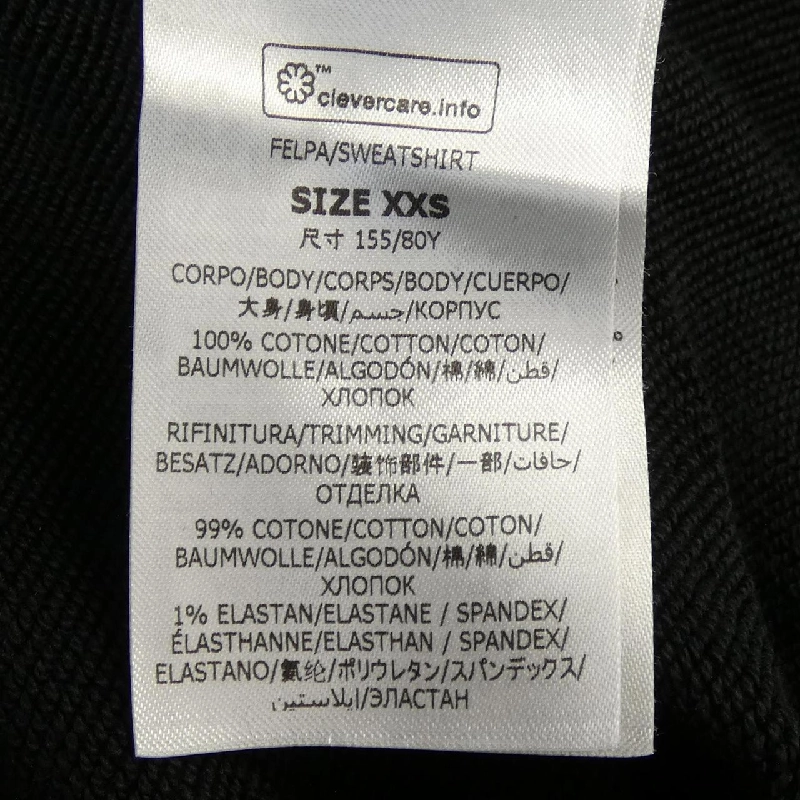 ™
clevercare.info
FELPA/SWEATSHIRT
SIZE XXS
尺寸 155/80Y
CORPO/BODY/CORPS/BODY/CUERPO/
大身/身頃/جسم/КОРПУС
100% COTONE/COTTON/COTON/
BAUMWOLLE/ALGODÓN/棉/綿/قطن/
ХЛОПОК
RIFINITURA/TRIMMING/GARNITURE/
BESATZ/ADORNO/装饰部件/一部/حافات/
ОТДЕЛКА
99% COTONE/COTTON/COTON/
BAUMWOLLE/ALGODÓN/棉/綿/قطن/
ХЛОПОК
1% ELASTAN/ELASTANE / SPANDEX/
ÉLASTHANNE/ELASTHAN / SPANDEX/
ELASTANO/氨纶/ポリウレタン/スパンデックス/
ايلاستين/ЭЛАСТАН